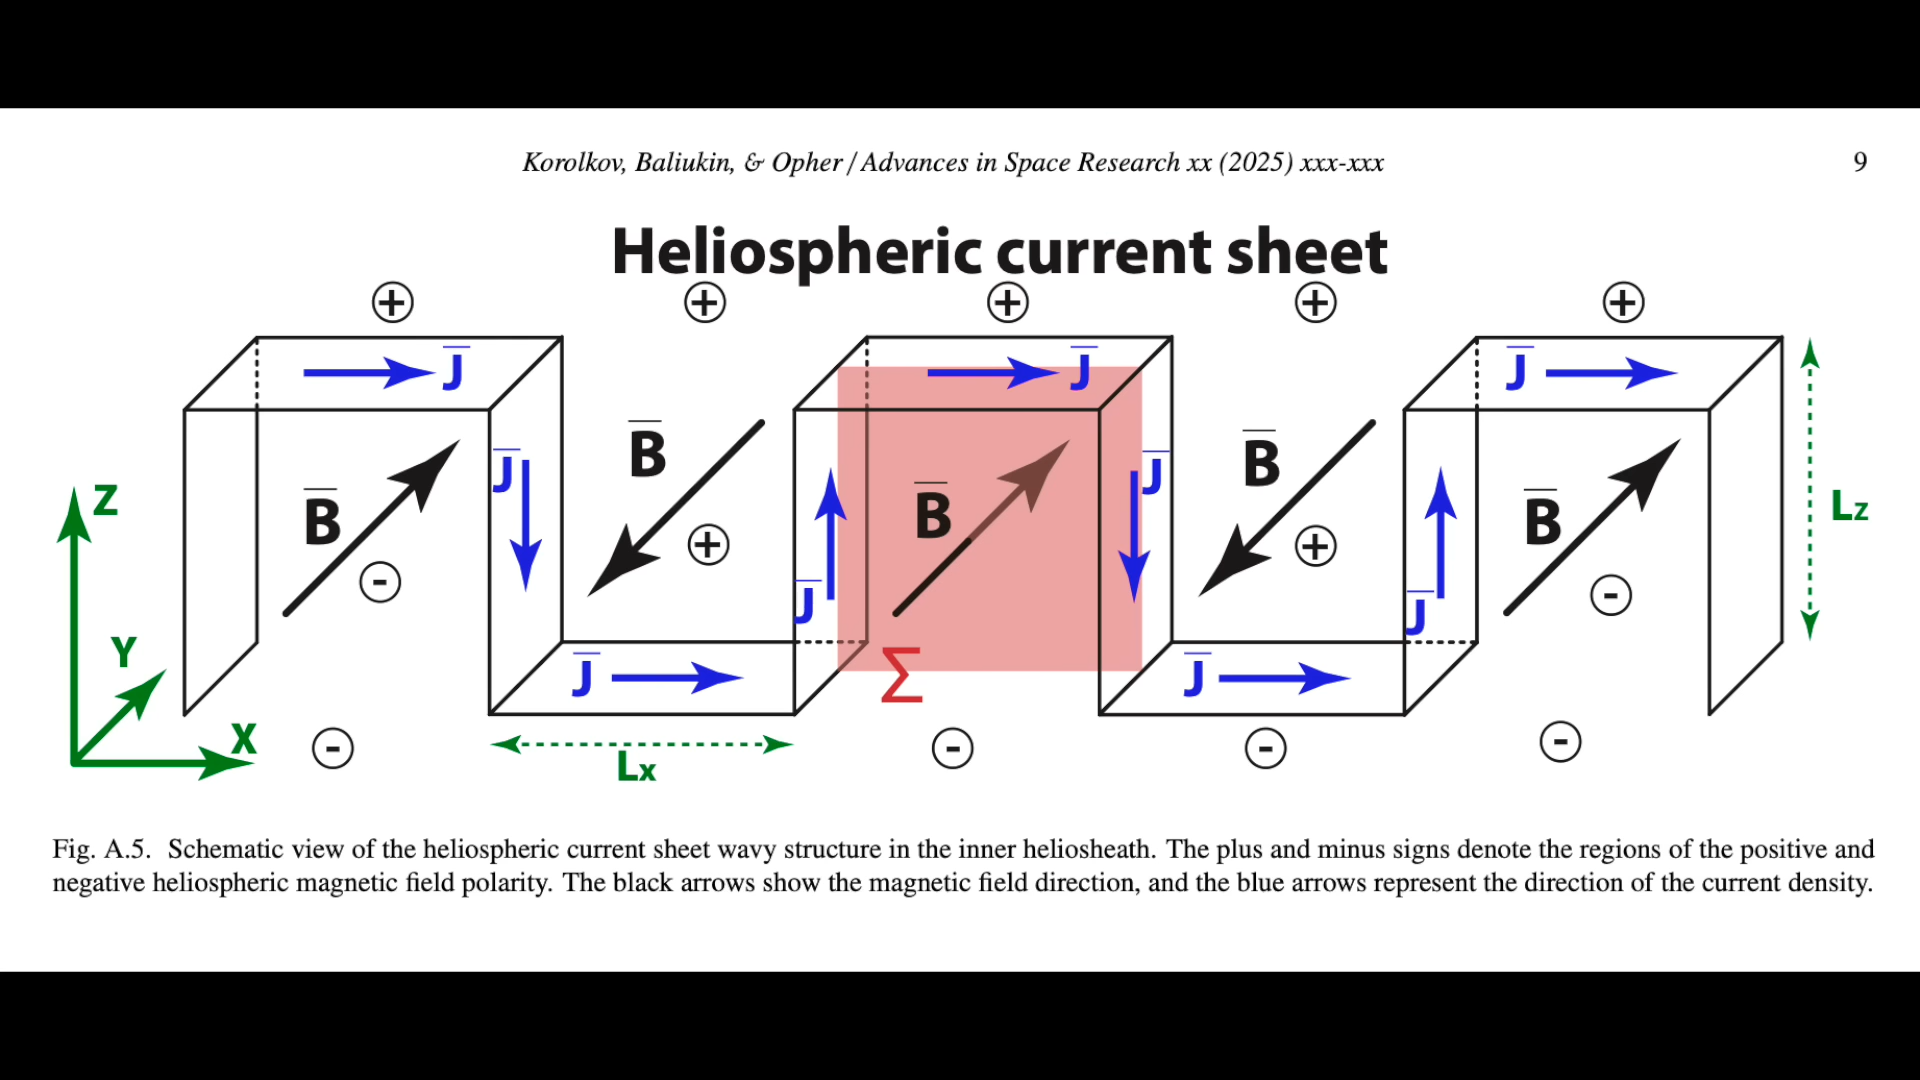 Korolkov, Baliukin, & Opher / Advances in Space Research xx (2025) xxx-xxx 9
Heliospheric current sheet
+ + + + +
J J J
B B B B B
J J J J
- + - + -
Z
Y
X
Lz
J J
Σ
- - - -
Lx
Fig. A.5. Schematic view of the heliospheric current sheet wavy structure in the inner heliosheath. The plus and minus signs denote the regions of the positive and
negative heliospheric magnetic field polarity. The black arrows show the magnetic field direction, and the blue arrows represent the direction of the current density.